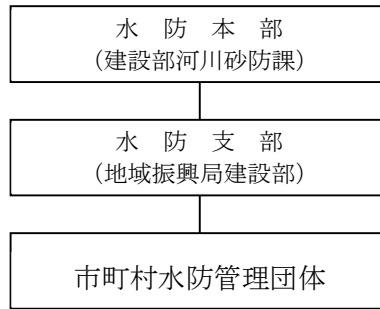 水　防　本　部
（建設部河川砂防課）
水　防　支　部
（地域振興局建設部）
市町村水防管理団体